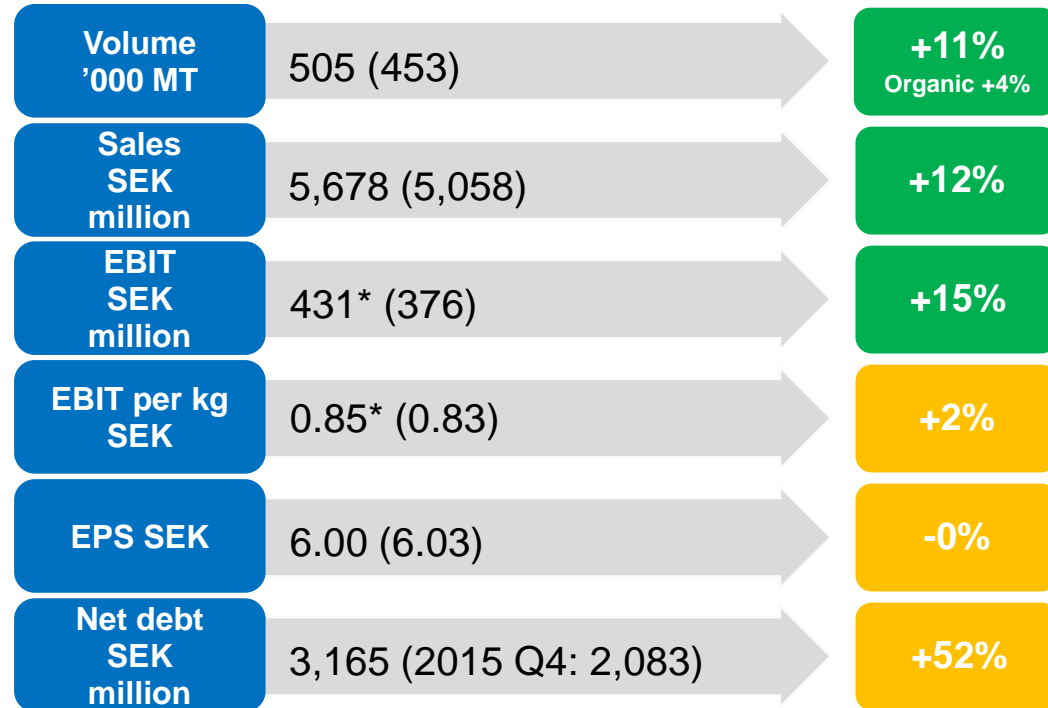 Volume
’000 MT
505 (453)
+11%
Organic +4%
Sales
SEK
million
5,678 (5,058)
+12%
EBIT
SEK
million
431* (376)
+15%
EBIT per kg
SEK
0.85* (0.83)
+2%
EPS SEK
6.00 (6.03)
-0%
Net debt
SEK
million
3,165 (2015 Q4: 2,083)
+52%